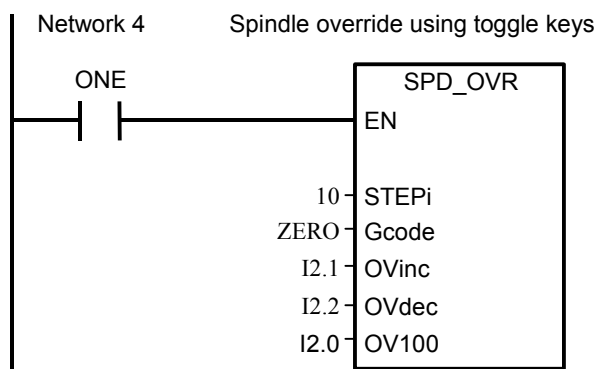 Network 4 Spindle override using toggle keys
ONE
SPD_OVR
EN
10 STEPi
ZERO Gcode
I2.1 OVinc
I2.2 OVdec
I2.0 OV100